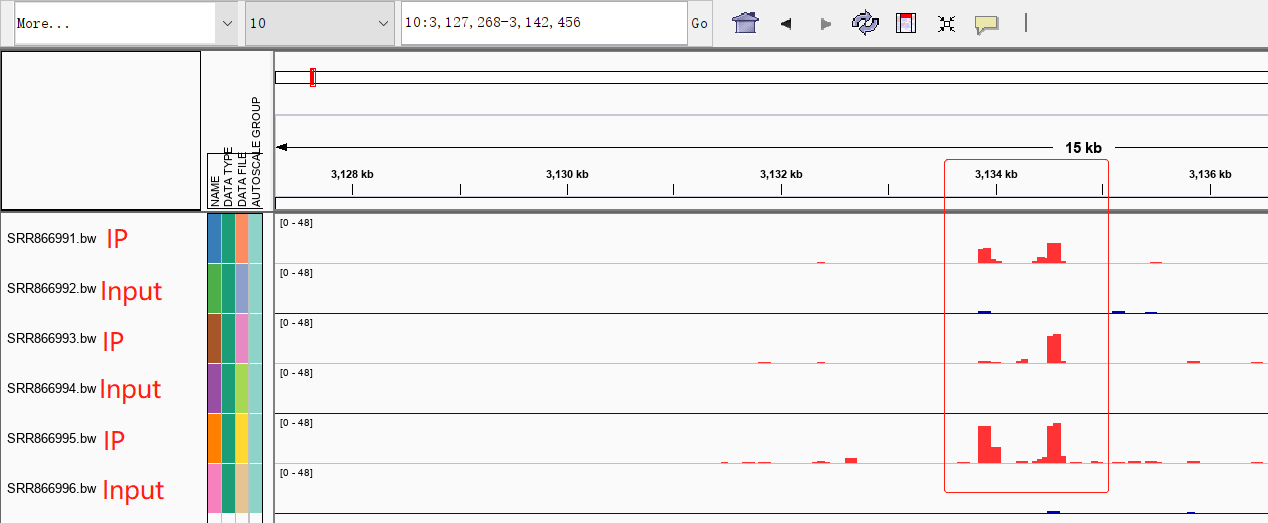 More... 10 10:3,127,268-3,142,456 Go
NAME
DATA TYPE
DATA FILE
AUTOSCALE GROUP
15 kb
3,128 kb 3,130 kb 3,132 kb 3,134 kb 3,136 kb
[0 - 48]
SRR866991.bw IP
[0 - 48]
SRR866992.bw Input
[0 - 48]
SRR866993.bw IP
[0 - 48]
SRR866994.bw Input
[0 - 48]
SRR866995.bw IP
[0 - 48]
SRR866996.bw Input